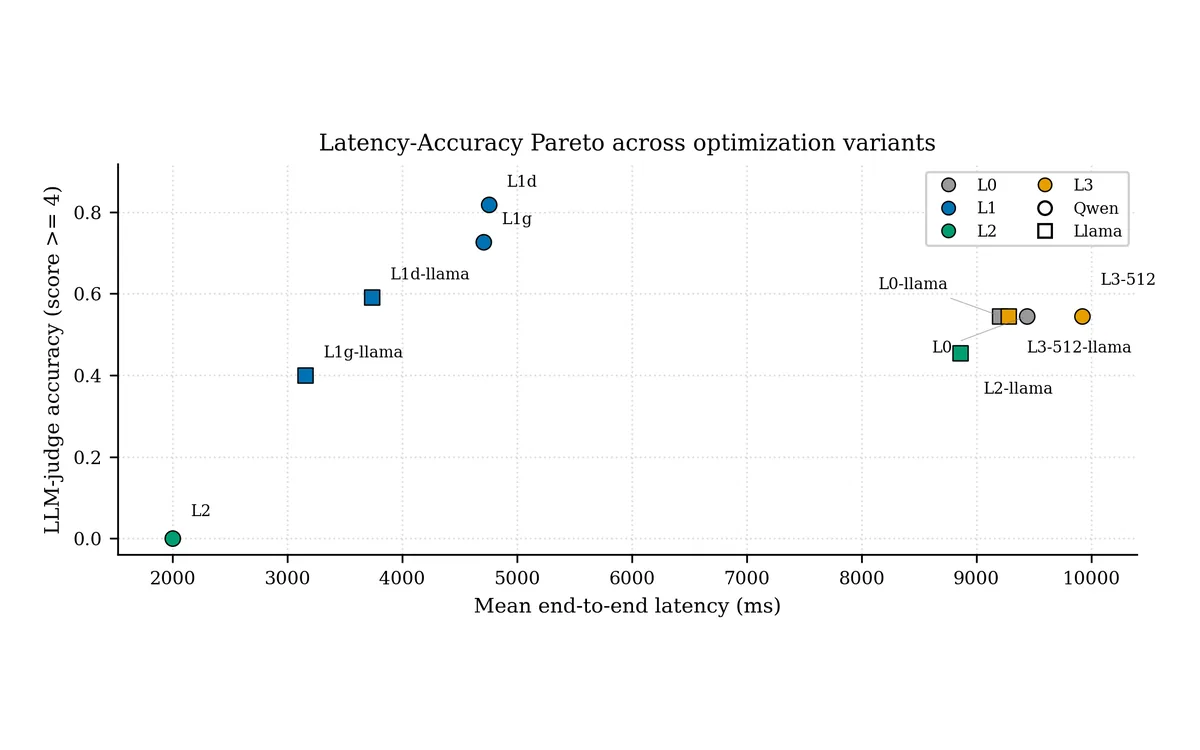 Latency-Accuracy Pareto across optimization variants
LLM-judge accuracy (score >= 4)
0.8
0.6
0.4
0.2
0.0
L1d
L1g
L1d-llama
L1g-llama
L2
L0 L3
L1 Qwen
L2 Llama
L3-512
L0-llama
L0
L3-512-llama
L2-llama
2000 3000 4000 5000 6000 7000 8000 9000 10000
Mean end-to-end latency (ms)